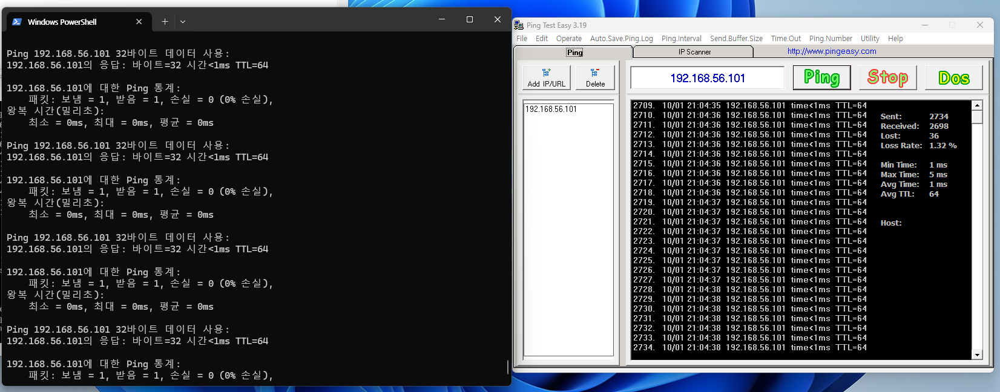 Windows PowerShell
Ping 192.168.56.101 32바이트 데이터 사용:
192.168.56.101의 응답: 바이트=32 시간<1ms TTL=64
192.168.56.101에 대한 Ping 통계:
패킷: 보냄 = 1, 받음 = 1, 손실 = 0 (0% 손실),
왕복 시간(밀리초):
최소 = 0ms, 최대 = 0ms, 평균 = 0ms
Ping 192.168.56.101 32바이트 데이터 사용:
192.168.56.101의 응답: 바이트=32 시간<1ms TTL=64
192.168.56.101에 대한 Ping 통계:
패킷: 보냄 = 1, 받음 = 1, 손실 = 0 (0% 손실),
왕복 시간(밀리초):
최소 = 0ms, 최대 = 0ms, 평균 = 0ms
Ping 192.168.56.101 32바이트 데이터 사용:
192.168.56.101의 응답: 바이트=32 시간<1ms TTL=64
192.168.56.101에 대한 Ping 통계:
패킷: 보냄 = 1, 받음 = 1, 손실 = 0 (0% 손실),
왕복 시간(밀리초):
최소 = 0ms, 최대 = 0ms, 평균 = 0ms
Ping 192.168.56.101 32바이트 데이터 사용:
192.168.56.101의 응답: 바이트=32 시간<1ms TTL=64
192.168.56.101에 대한 Ping 통계:
패킷: 보냄 = 1, 받음 = 1, 손실 = 0 (0% 손실),
Ping Test Easy 3.19
File Edit Operate Auto.Save.Ping.Log Ping.Interval Send.Buffer.Size Time.Out Ping.Number Utility Help
Ping IP Scanner http://www.pingeasy.com
Add IP/URL Delete 192.168.56.101 Ping Stop Dos
192.168.56.101
2709. 10/01 21:04:35 192.168.56.101 time<1ms TTL=64
2710. 10/01 21:04:36 192.168.56.101 time<1ms TTL=64
2711. 10/01 21:04:36 192.168.56.101 time<1ms TTL=64
2712. 10/01 21:04:36 192.168.56.101 time<1ms TTL=64
2713. 10/01 21:04:36 192.168.56.101 time<1ms TTL=64
2714. 10/01 21:04:36 192.168.56.101 time<1ms TTL=64
2715. 10/01 21:04:36 192.168.56.101 time<1ms TTL=64
2716. 10/01 21:04:36 192.168.56.101 time<1ms TTL=64
2717. 10/01 21:04:36 192.168.56.101 time<1ms TTL=64
2718. 10/01 21:04:36 192.168.56.101 time<1ms TTL=64
2719. 10/01 21:04:37 192.168.56.101 time<1ms TTL=64
2720. 10/01 21:04:37 192.168.56.101 time<1ms TTL=64
2721. 10/01 21:04:37 192.168.56.101 time<1ms TTL=64
2722. 10/01 21:04:37 192.168.56.101 time<1ms TTL=64
2723. 10/01 21:04:37 192.168.56.101 time<1ms TTL=64
2724. 10/01 21:04:37 192.168.56.101 time<1ms TTL=64
2725. 10/01 21:04:37 192.168.56.101 time<1ms TTL=64
2726. 10/01 21:04:37 192.168.56.101 time<1ms TTL=64
2727. 10/01 21:04:37 192.168.56.101 time<1ms TTL=64
2728. 10/01 21:04:38 192.168.56.101 time<1ms TTL=64
2729. 10/01 21:04:38 192.168.56.101 time<1ms TTL=64
2730. 10/01 21:04:38 192.168.56.101 time<1ms TTL=64
2731. 10/01 21:04:38 192.168.56.101 time<1ms TTL=64
2732. 10/01 21:04:38 192.168.56.101 time<1ms TTL=64
2733. 10/01 21:04:38 192.168.56.101 time<1ms TTL=64
2734. 10/01 21:04:38 192.168.56.101 time<1ms TTL=64
Sent: 2734
Received: 2698
Lost: 36
Loss Rate: 1.32 %
Min Time: 1 ms
Max Time: 5 ms
Avg Time: 1 ms
Avg TTL: 64
Host: